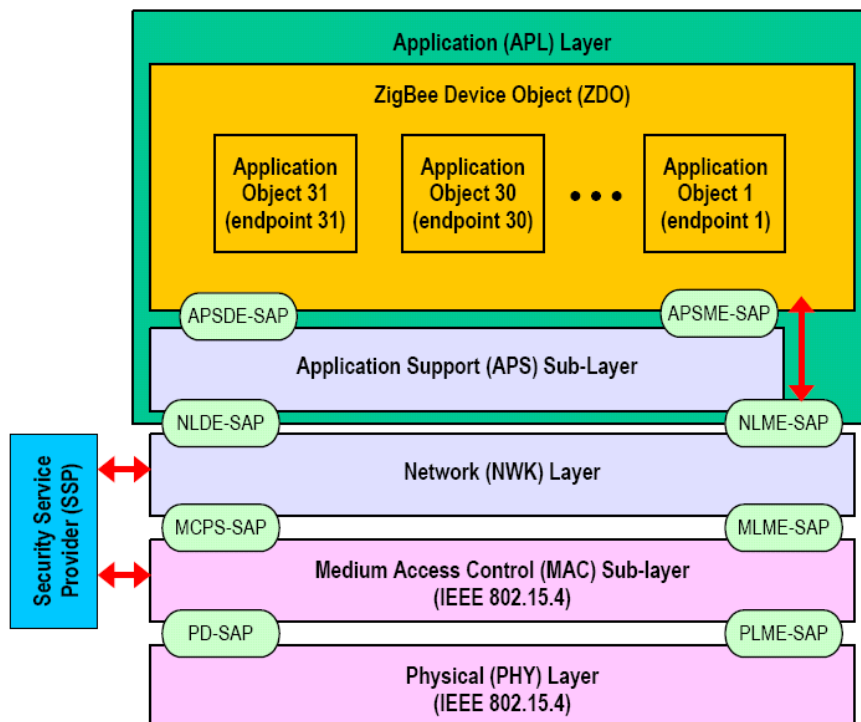 Application (APL) Layer
ZigBee Device Object (ZDO)
Application
Object 31
(endpoint 31)
Application
Object 30
(endpoint 30)
Application
Object 1
(endpoint 1)
APSDE-SAP
APSME-SAP
Application Support (APS) Sub-Layer
NLDE-SAP
NLME-SAP
Security Service
Provider (SSP)
Network (NWK) Layer
MCPS-SAP
MLME-SAP
Medium Access Control (MAC) Sub-layer
(IEEE 802.15.4)
PD-SAP
PLME-SAP
Physical (PHY) Layer
(IEEE 802.15.4)